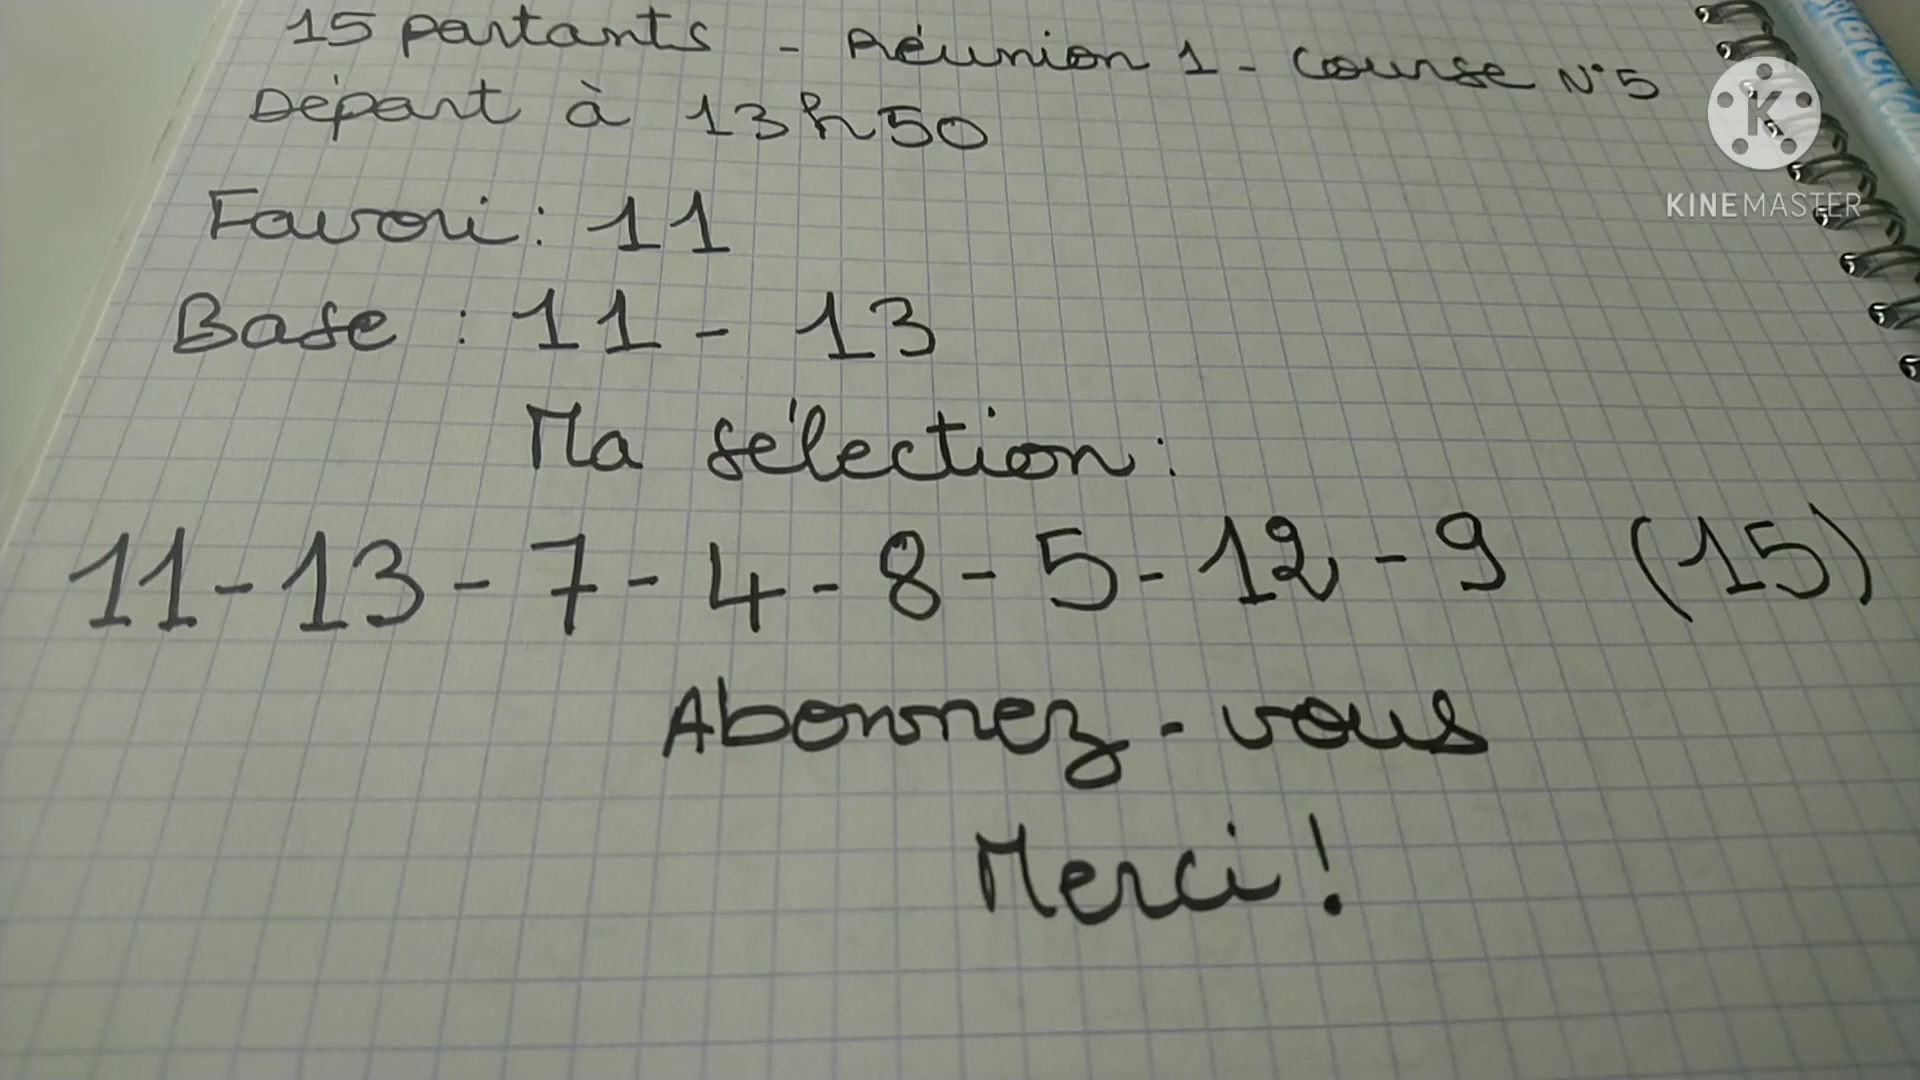 15 partants - Réunion 1 - Course N°5
Départ à 13h50
Favori : 11
Base : 11 - 13
Ma sélection :
11 - 13 - 7 - 4 - 8 - 5 - 12 - 9 (15)
Abonnez-vous
Merci !
K
KINEMASTER